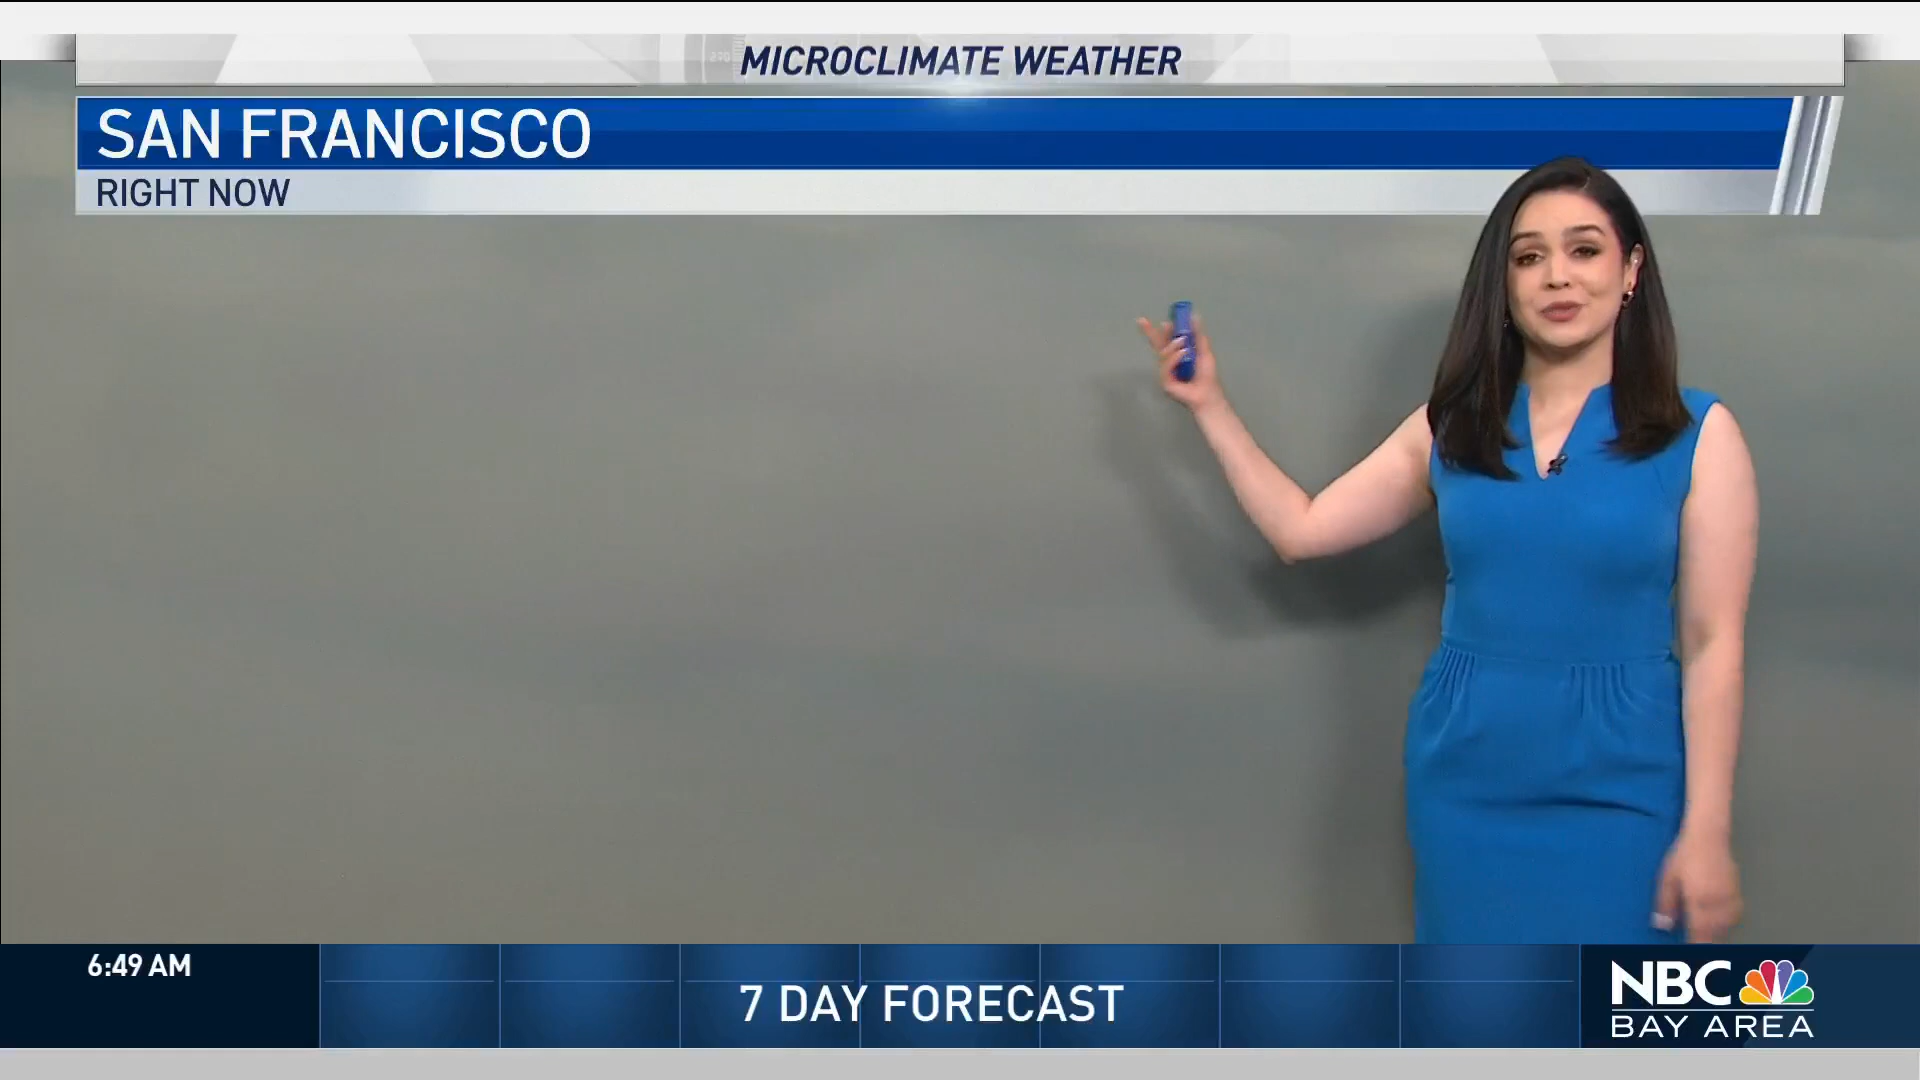 MICROCLIMATE WEATHER
SAN FRANCISCO
RIGHT NOW
6:49 AM
7 DAY FORECAST
NBC
BAY AREA